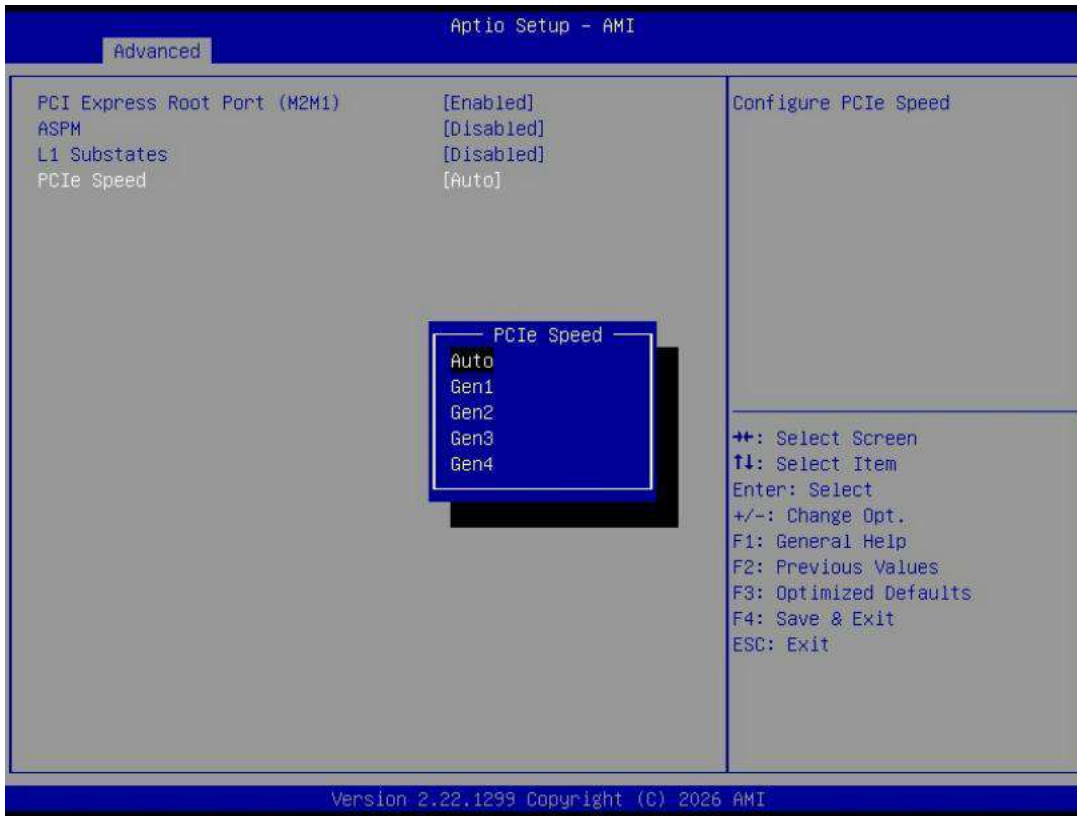 Aptio Setup – AMI
Advanced
PCI Express Root Port (M2M1) [Enabled]
ASPM [Disabled]
L1 Substates [Disabled]
PCIe Speed [Auto]
Configure PCIe Speed
PCIe Speed
Auto
Gen1
Gen2
Gen3
Gen4
→←: Select Screen
↑↓: Select Item
Enter: Select
+/-: Change Opt.
F1: General Help
F2: Previous Values
F3: Optimized Defaults
F4: Save & Exit
ESC: Exit
Version 2.22.1299 Copyright (C) 2026 AMI